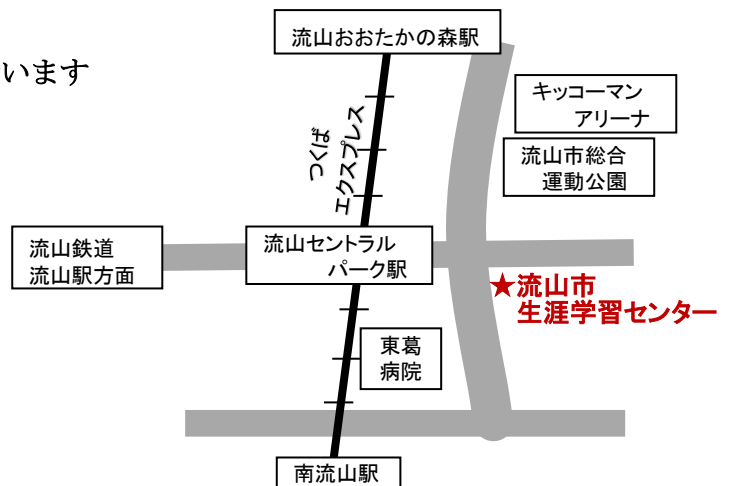 流山おおたかの森駅
います
キッコーマン
アリーナ
つくば
エクスプレス
流山市総合
運動公園
流山鉄道
流山駅方面
流山セントラル
パーク駅
★流山市
生涯学習センター
東葛
病院
南流山駅